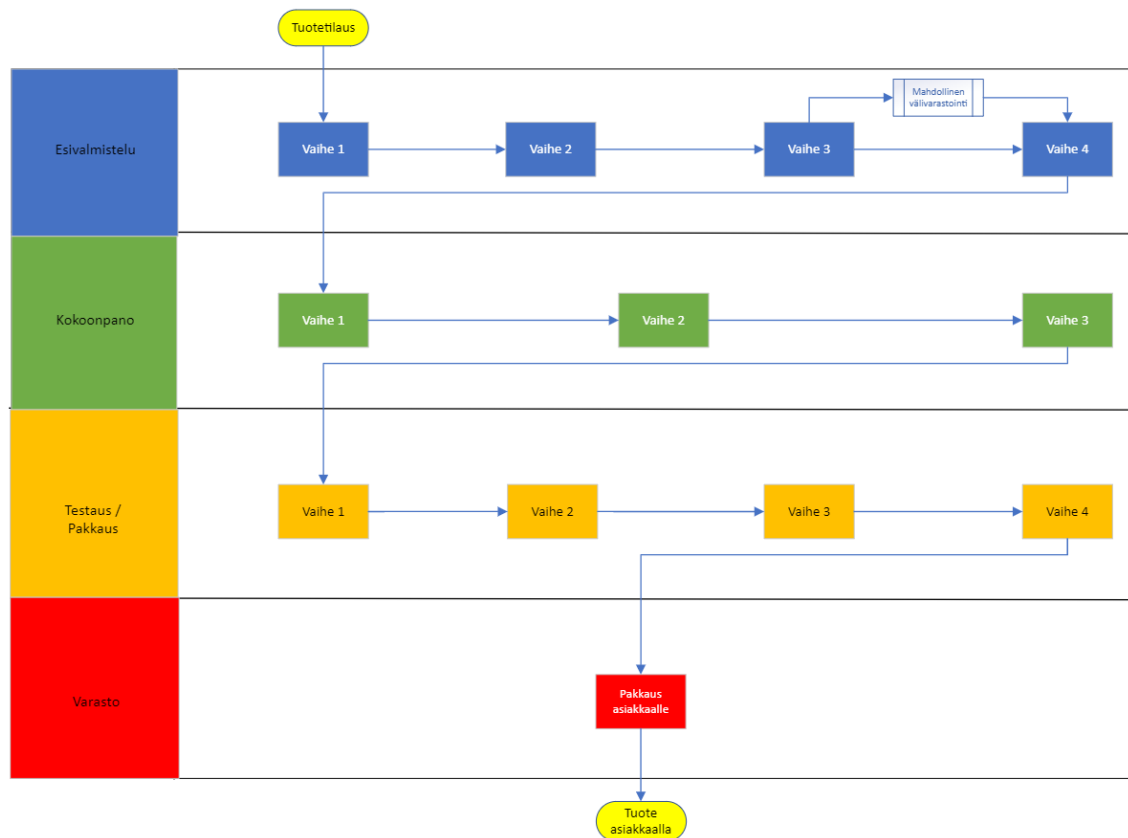 Tuotetilaus
Mahdollinen
välivarastointi
Esivalmistelu
Vaihe 1
Vaihe 2
Vaihe 3
Vaihe 4
Kokoonpano
Vaihe 1
Vaihe 2
Vaihe 3
Testaus /
Pakkaus
Vaihe 1
Vaihe 2
Vaihe 3
Vaihe 4
Varasto
Pakkaus
asiakkaalle
Tuote
asiakkaalla